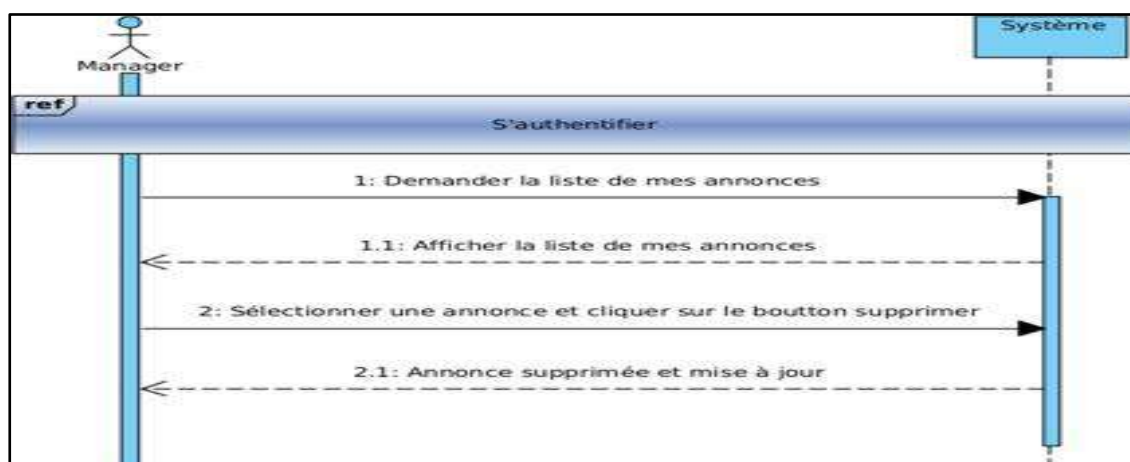 Système
Manager
ref
S'authentifier
1: Demander la liste de mes annonces
1.1: Afficher la liste de mes annonces
2: Sélectionner une annonce et cliquer sur le boutton supprimer
2.1: Annonce supprimée et mise à jour